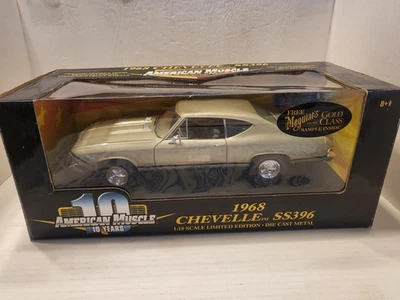 1968 CHEVELLE SS396
AMERICAN MUSCLE
FREE
Meguiar's GOLD CLASS
SAMPLE INSIDE!
8+
10
AMERICAN MUSCLE
10 YEARS
1968
CHEVELLE TM SS396
1:18 SCALE LIMITED EDITION • DIE CAST METAL